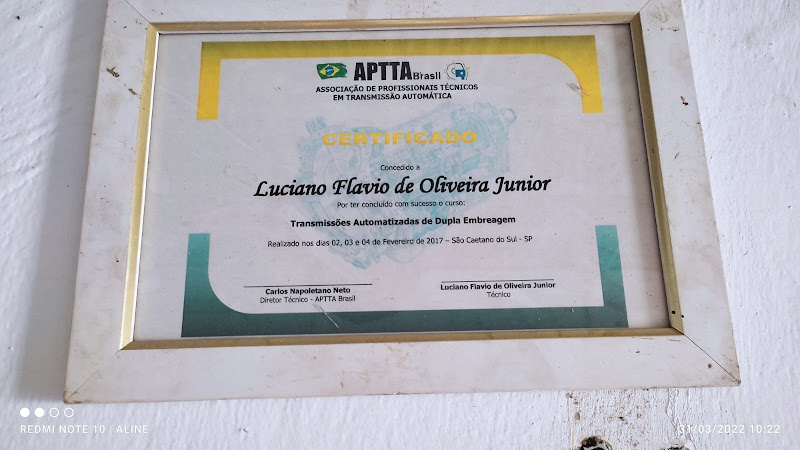 APTTA Brasil
ASSOCIAÇÃO DE PROFISSIONAIS TÉCNICOS
EM TRANSMISSÃO AUTOMÁTICA
CERTIFICADO
Concedido a
Luciano Flavio de Oliveira Junior
Por ter concluído com sucesso o curso:
Transmissões Automatizadas de Dupla Embreagem
Realizado nos dias 02, 03 e 04 de Fevereiro de 2017 – São Caetano do Sul - SP
Carlos Napoletano Neto
Diretor Técnico - APTTA Brasil
Luciano Flavio de Oliveira Junior
Técnico
REDMI NOTE 10 | ALINE
31/03/2022 10:22